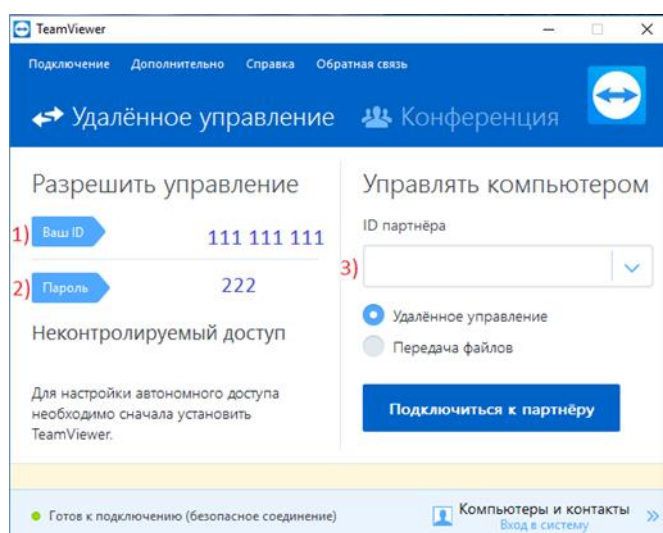 TeamViewer
Подключение Дополнительно Справка Обратная связь
Удалённое управление Конференция
Разрешить управление
1) Ваш ID 111 111 111
2) Пароль 222
Неконтролируемый доступ
Для настройки автономного доступа
необходимо сначала установить
TeamViewer.
Управлять компьютером
ID партнёра
3)
Удалённое управление
Передача файлов
Подключиться к партнёру
Готов к подключению (безопасное соединение)
Компьютеры и контакты
Вход в систему